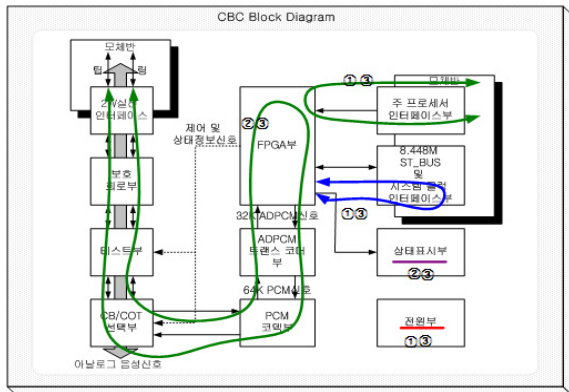 CBC Block Diagram
모체반
팁 링
2W실선
인터페이스
보호
회로부
테스트부
CB/COT
선택부
아날로그 음성신호
제어 및
상태정보신호
②③
FPGA부
32K ADPCM신호
ADPCM
트랜스 코더
부
64K PCM신호
PCM
코덱부
①③
모체반
주 프로세서
인터페이스부
8.448M
ST_BUS
및
시스템 클럭
인터페이스부
①③
상태표시부
②③
전원부
①③